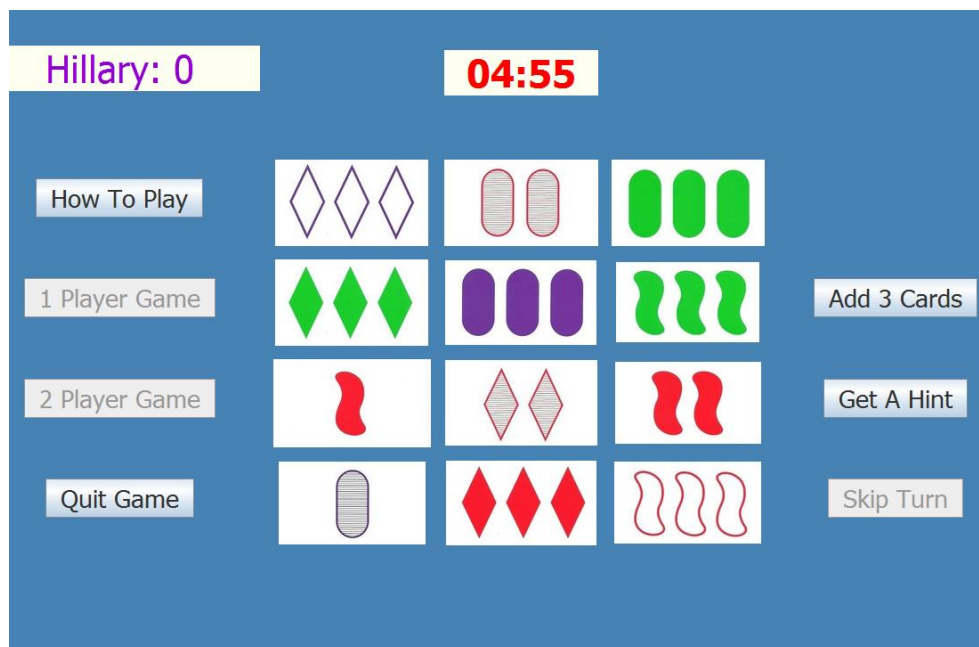 Hillary: 0
04:55
How To Play
1 Player Game
Add 3 Cards
2 Player Game
Get A Hint
Quit Game
Skip Turn